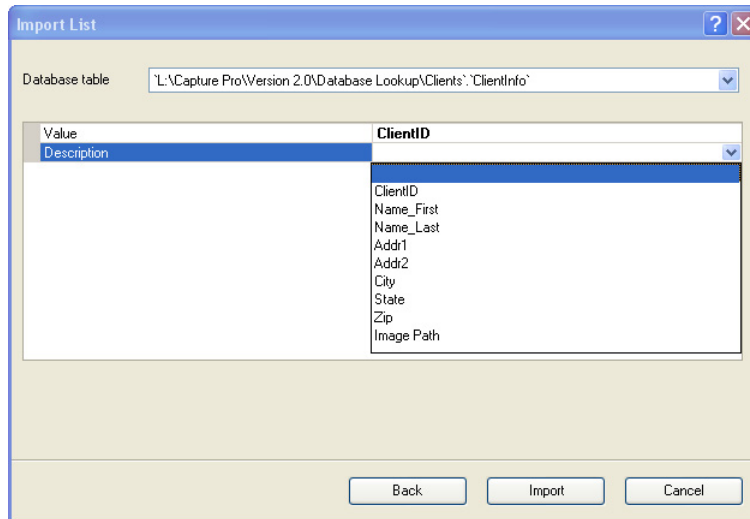 Import List
Database table `L:\Capture Pro\Version 2.0\Database Lookup\Clients`.`ClientInfo`
Value ClientID
Description
ClientID
Name_First
Name_Last
Addr1
Addr2
City
State
Zip
Image Path
Back Import Cancel